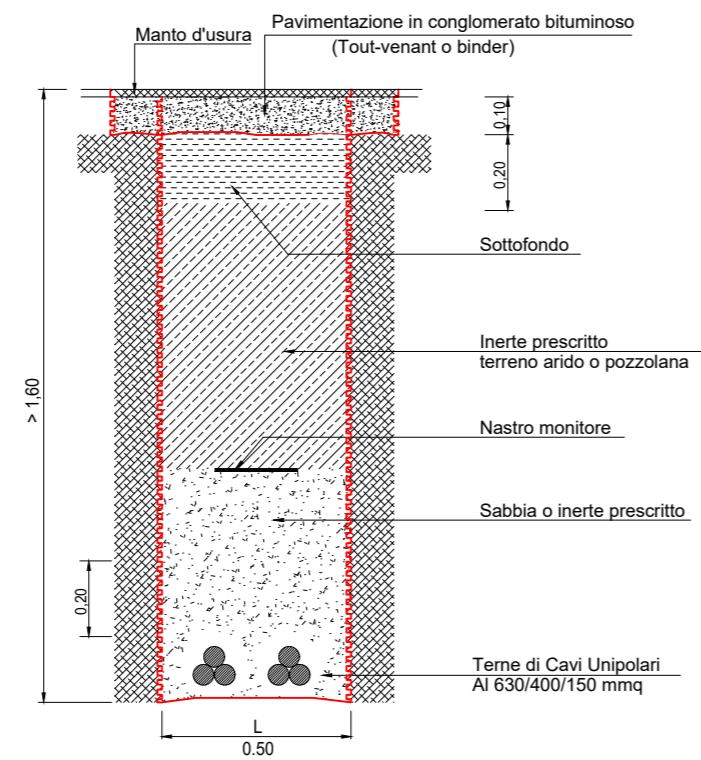 Pavimentazione in conglomerato bituminoso
(Tout-venant o binder)
Manto d'usura
0,10
0,20
Sottofondo
Inerte prescritto
terreno arido o pozzolana
> 1,60
Nastro monitore
Sabbia o inerte prescritto
0,20
Terne di Cavi Unipolari
Al 630/400/150 mmq
L
0.50